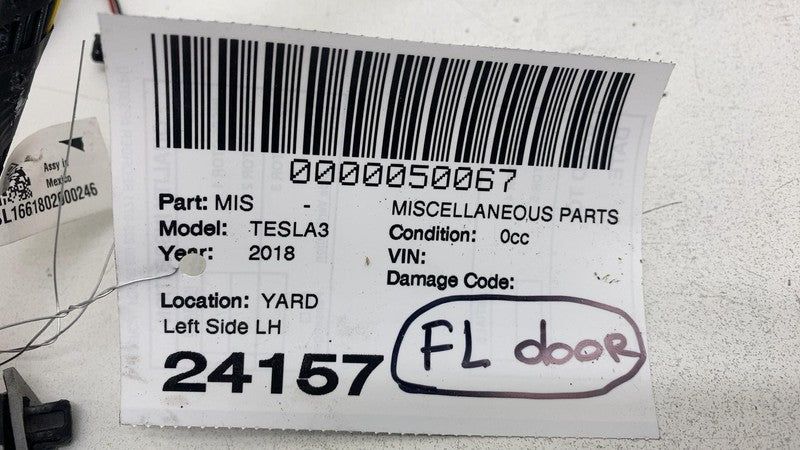 0000050067
Part: MIS - MISCELLANEOUS PARTS
Model: TESLA3 Condition: 0cc
Year: 2018 VIN:
Damage Code:
Location: YARD
Left Side LH
24157
FL dooR
Assy in
Mexico